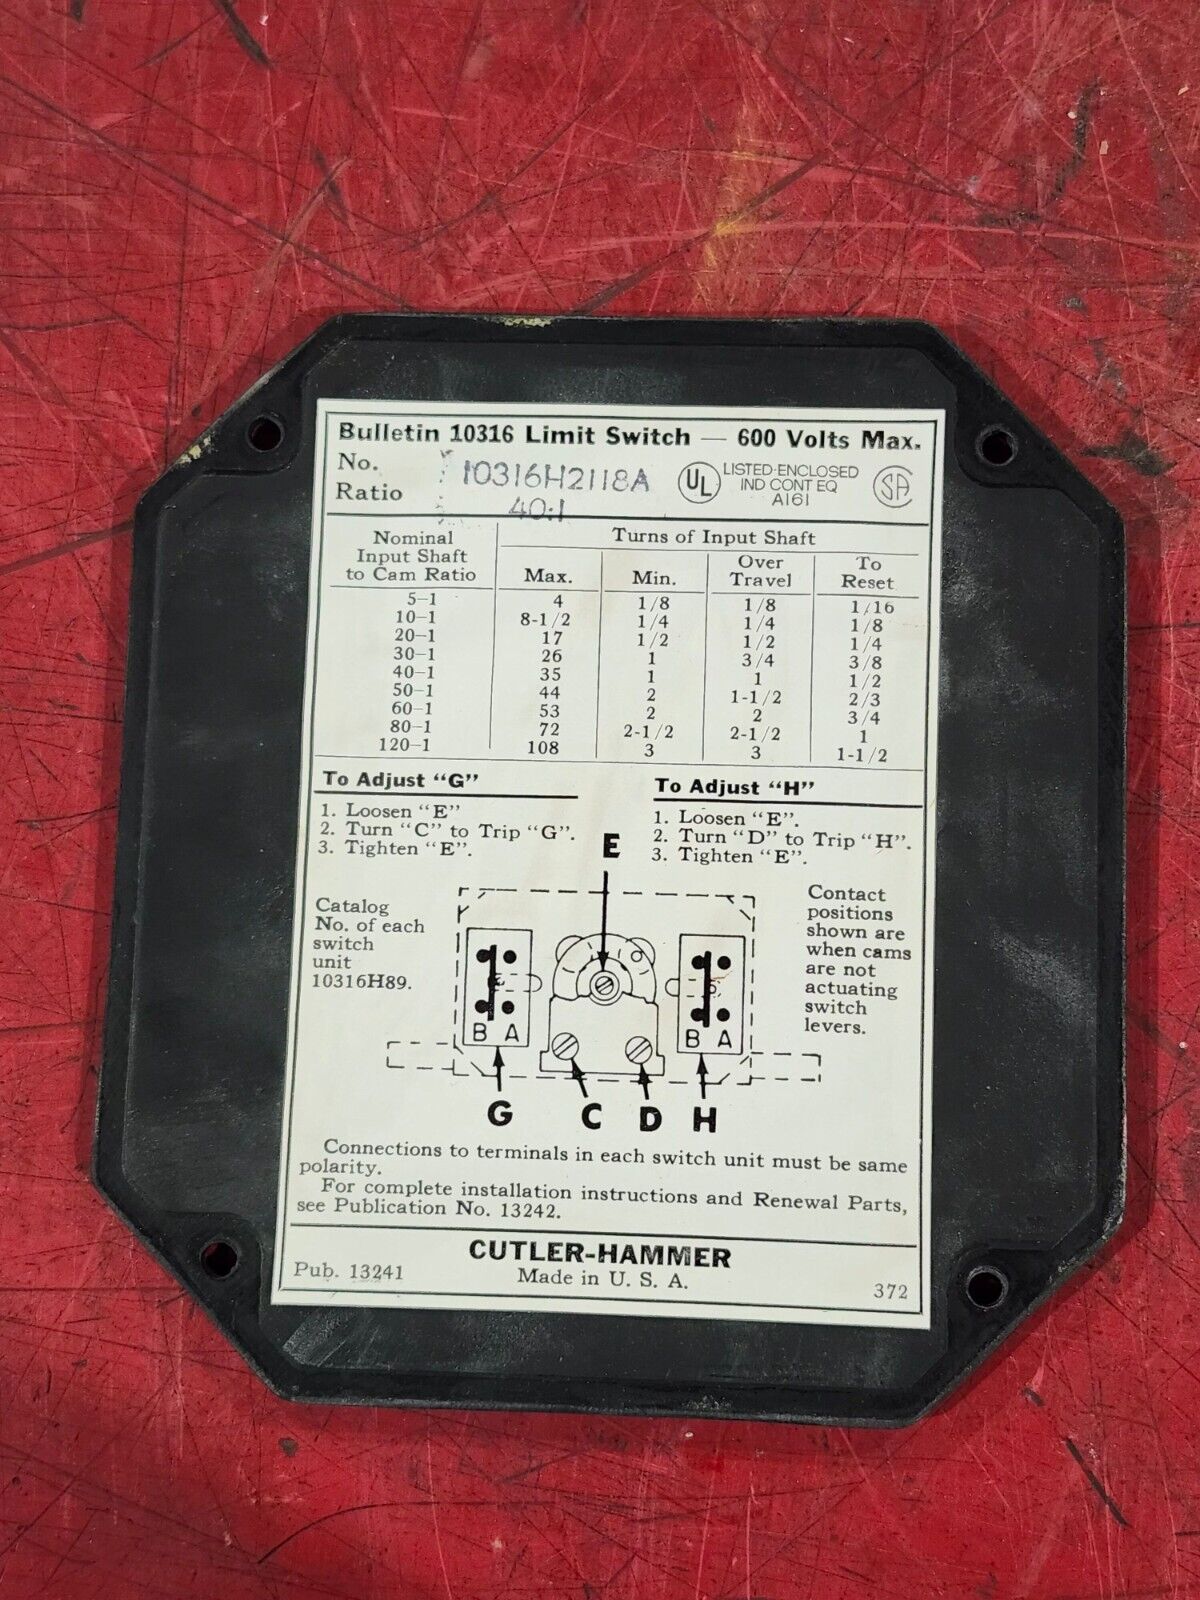 Bulletin 10316 Limit Switch — 600 Volts Max.
No. 10316H2118A
Ratio 40:1
UL LISTED ENCLOSED
IND CONT EQ
A161
SA
Nominal
Input Shaft
to Cam Ratio
Turns of Input Shaft
Max. Min. Over Travel To Reset
5-1 4 1/8 1/8 1/16
10-1 8-1/2 1/4 1/4 1/8
20-1 17 1/2 1/2 1/4
30-1 26 1 3/4 3/8
40-1 35 1 1 1/2
50-1 44 2 1-1/2 2/3
60-1 53 2 2 3/4
80-1 72 2-1/2 2-1/2 1
120-1 108 3 3 1-1/2
To Adjust "G"
1. Loosen "E"
2. Turn "C" to Trip "G".
3. Tighten "E".
To Adjust "H"
1. Loosen "E".
2. Turn "D" to Trip "H".
3. Tighten "E".
E
Catalog
No. of each
switch
unit
10316H89.
Contact
positions
shown are
when cams
are not
actuating
switch
levers.
B A B A
G C D H
Connections to terminals in each switch unit must be same
polarity.
For complete installation instructions and Renewal Parts,
see Publication No. 13242.
CUTLER-HAMMER
Pub. 13241 Made in U. S. A. 372